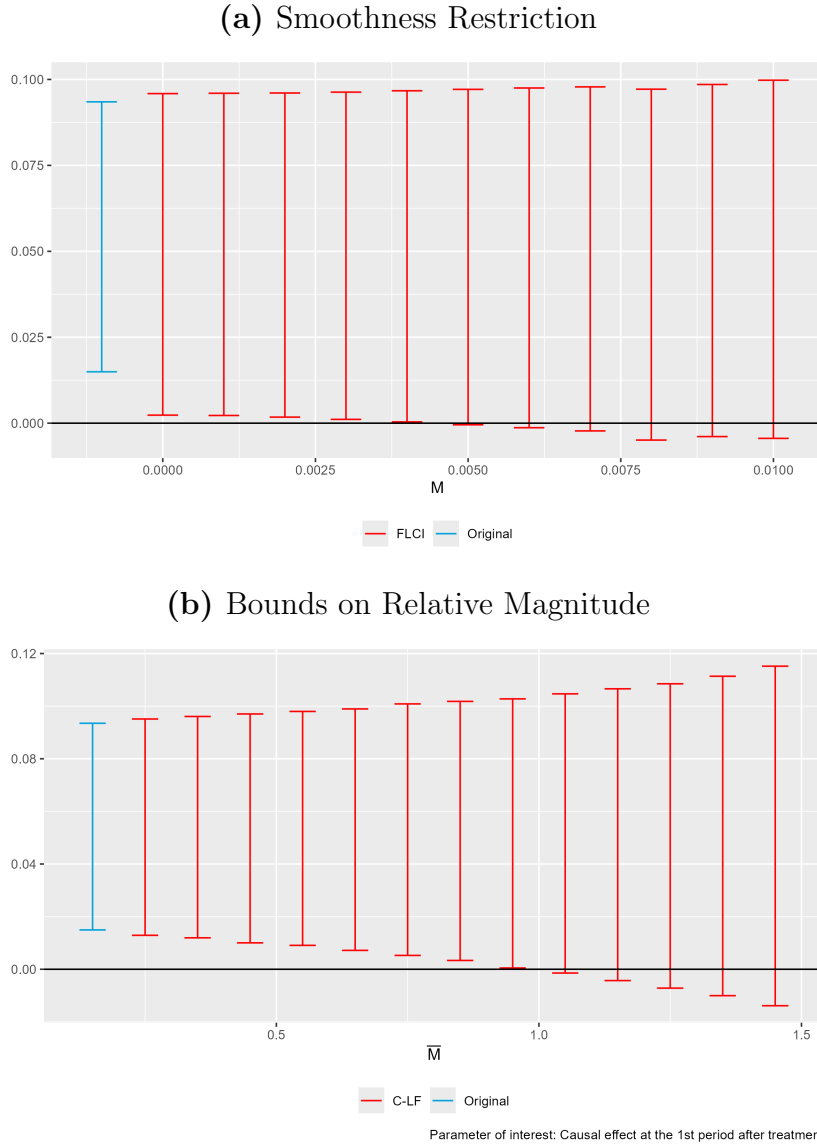 (a) Smoothness Restriction
0.100
0.075
0.050
0.025
0.000
0.0000 0.0025 0.0050 0.0075 0.0100
M
FLCI Original
(b) Bounds on Relative Magnitude
0.12
0.08
0.04
0.00
0.5 1.0 1.5
M̅
C-LF Original
Parameter of interest: Causal effect at the 1st period after treatmer